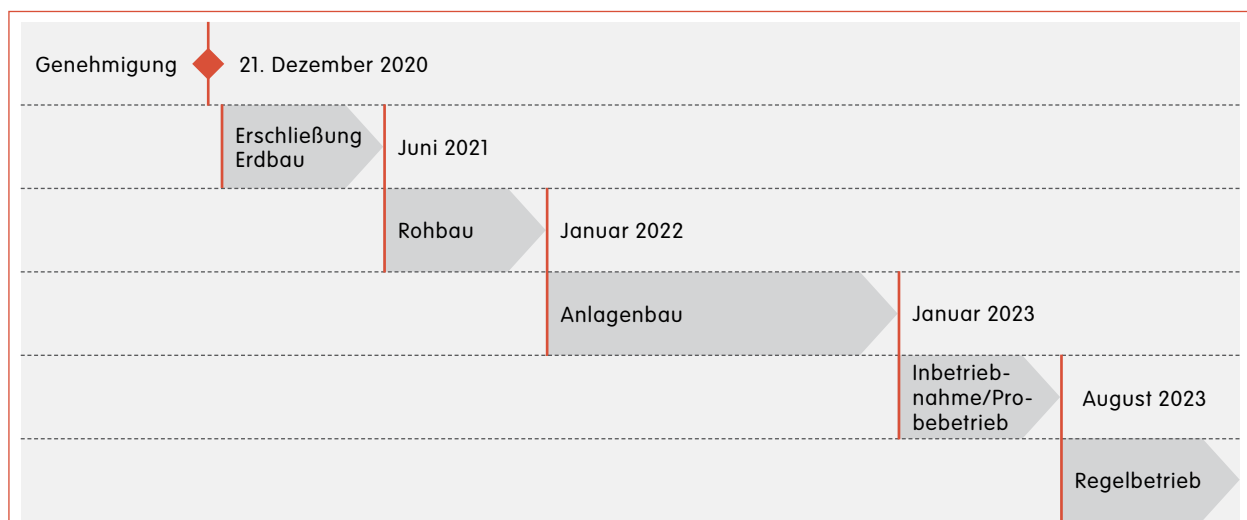 Genehmigung
21. Dezember 2020
Erschließung
Erdbau
Juni 2021
Rohbau
Januar 2022
Anlagenbau
Januar 2023
Inbetrieb-
nahme/Pro-
bebetrieb
August 2023
Regelbetrieb